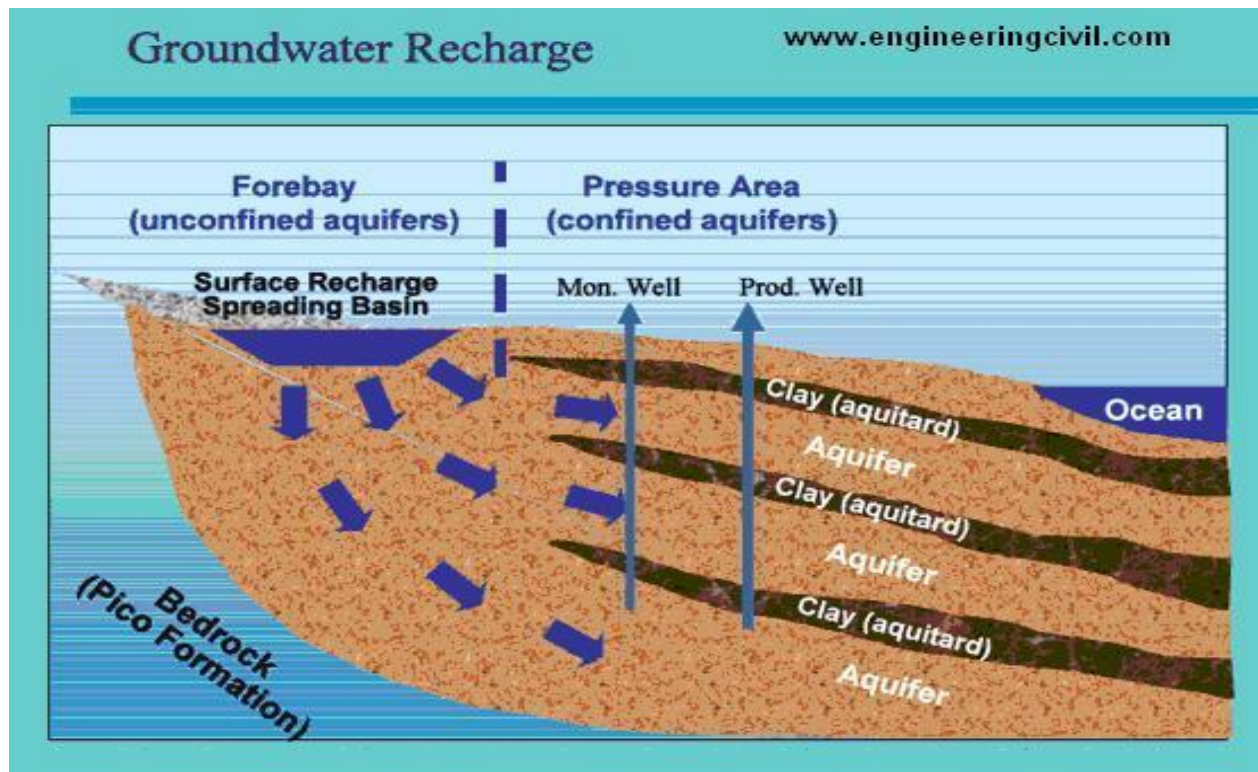 Groundwater Recharge
www.engineeringcivil.com
Forebay
(unconfined aquifers)
Pressure Area
(confined aquifers)
Surface Recharge
Spreading Basin
Mon. Well
Prod. Well
Clay (aquitard)
Ocean
Aquifer
Clay (aquitard)
Aquifer
Clay (aquitard)
Aquifer
Bedrock
(Pico Formation)